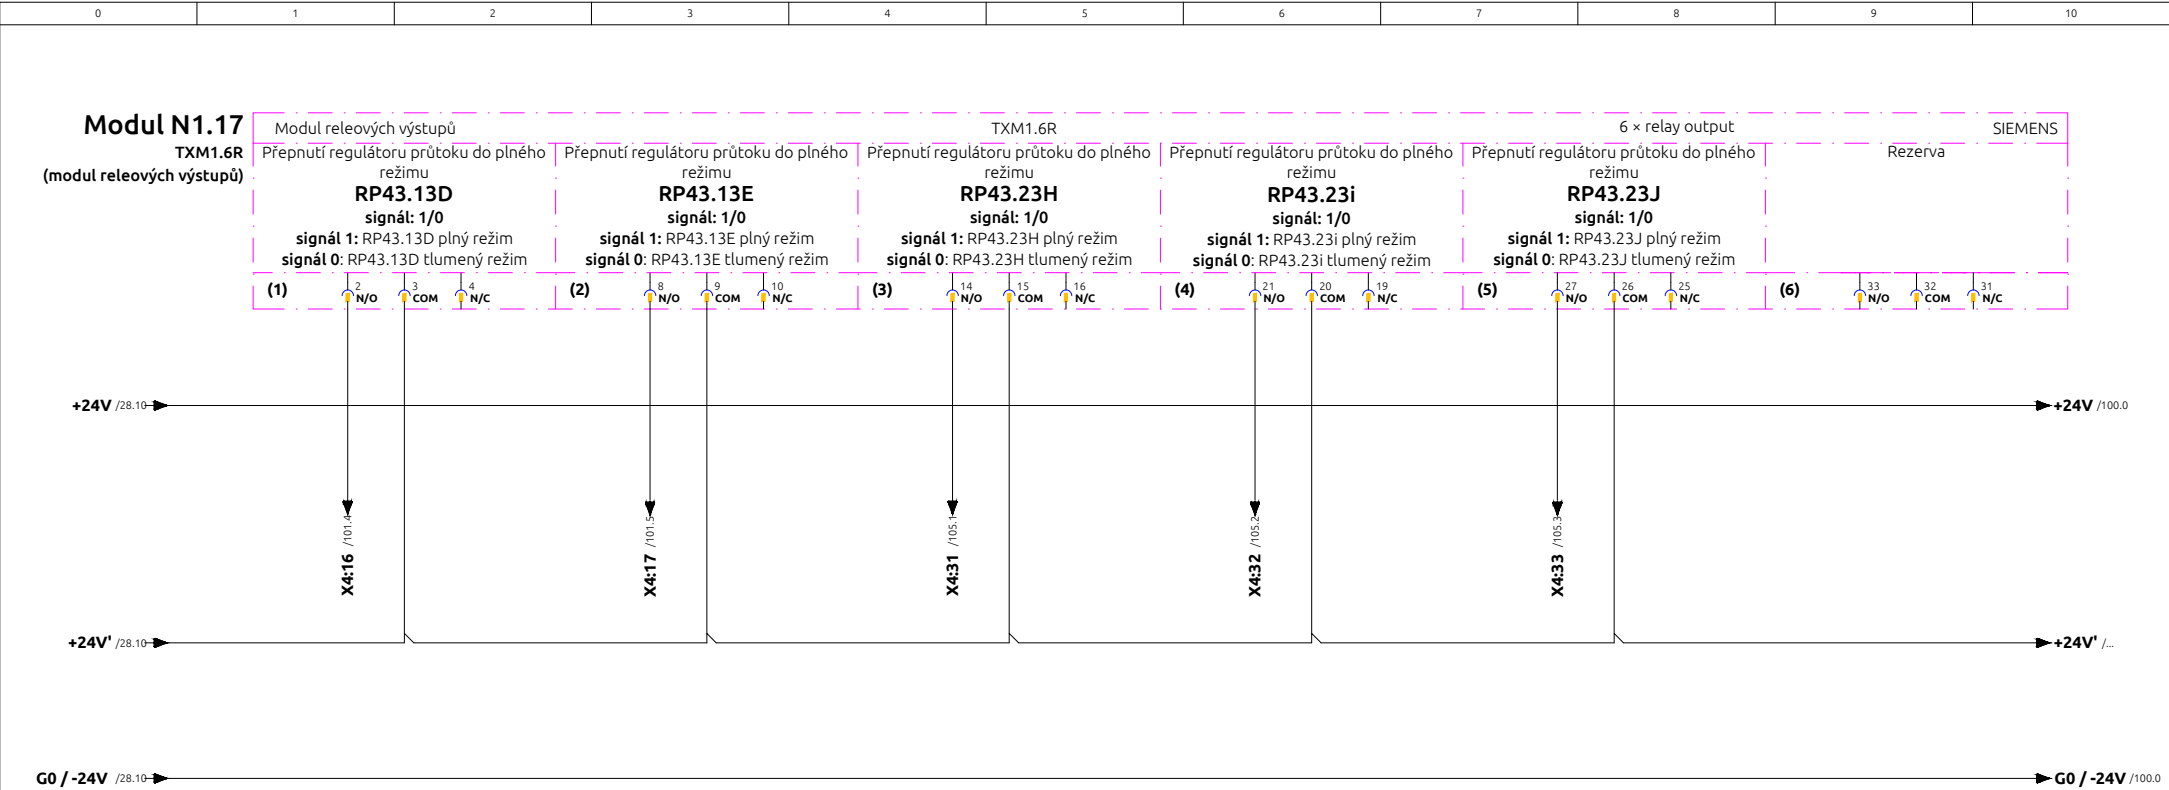 0 1 2 3 4 5 6 7 8 9 10
Modul N1.17
TXM1.6R
(modul releových výstupů)
Modul releových výstupů TXM1.6R 6 × relay output SIEMENS
Přepnutí regulátoru průtoku do plného
režimu
RP43.13D
signál: 1/0
signál 1: RP43.13D plný režim
signál 0: RP43.13D tlumený režim
Přepnutí regulátoru průtoku do plného
režimu
RP43.13E
signál: 1/0
signál 1: RP43.13E plný režim
signál 0: RP43.13E tlumený režim
Přepnutí regulátoru průtoku do plného
režimu
RP43.23H
signál: 1/0
signál 1: RP43.23H plný režim
signál 0: RP43.23H tlumený režim
Přepnutí regulátoru průtoku do plného
režimu
RP43.23i
signál: 1/0
signál 1: RP43.23i plný režim
signál 0: RP43.23i tlumený režim
Přepnutí regulátoru průtoku do plného
režimu
RP43.23J
signál: 1/0
signál 1: RP43.23J plný režim
signál 0: RP43.23J tlumený režim
Rezerva
(1) 2 N/O 3 COM 4 N/C
(2) 8 N/O 9 COM 10 N/C
(3) 14 N/O 15 COM 16 N/C
(4) 21 N/O 20 COM 19 N/C
(5) 27 N/O 26 COM 25 N/C
(6) 33 N/O 32 COM 31 N/C
+24V /28.10
+24V /100.0
X4:16 /101.4
X4:17 /101.5
X4:31 /105.1
X4:32 /105.2
X4:33 /105.3
+24V' /28.10
+24V' /...
G0 / -24V /28.10
G0 / -24V /100.0